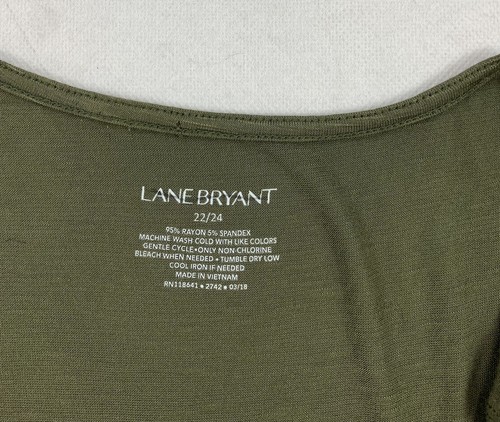 LANE BRYANT
22/24
95% RAYON 5% SPANDEX
MACHINE WASH COLD WITH LIKE COLORS
GENTLE CYCLE•ONLY NON-CHLORINE
BLEACH WHEN NEEDED • TUMBLE DRY LOW
COOL IRON IF NEEDED
MADE IN VIETNAM
RN118641 • 2742 • 03/18